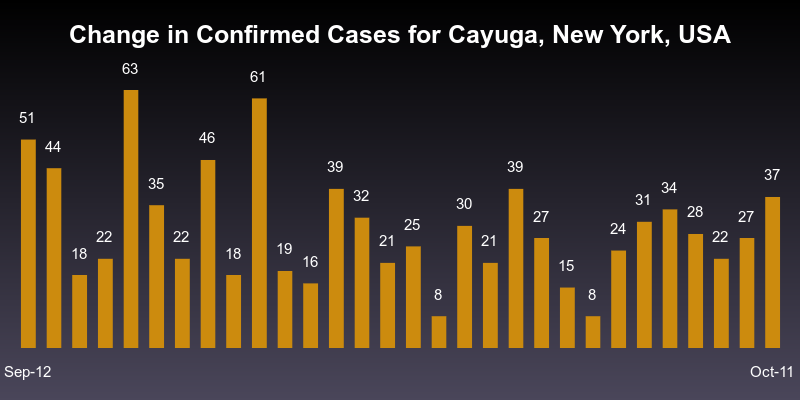 Change in Confirmed Cases for Cayuga, New York, USA
51 44 18 22 63 35 22 46 18 61 19 16 39 32 21 25 8 30 21 39 27 15 8 24 31 34 28 22 27 37
Sep-12 Oct-11